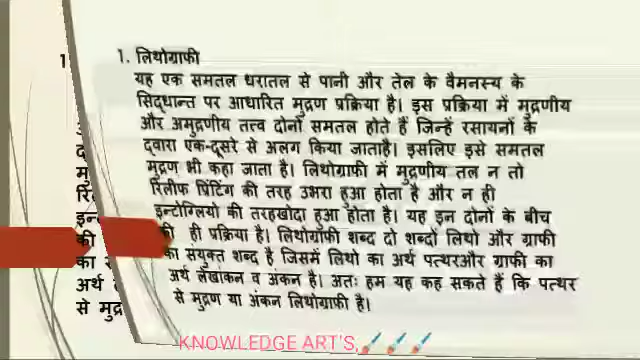 1. लिथोग्राफी
यह एक समतल धरातल से पानी और तेल के वैमनस्य के
सिद्धान्त पर आधारित मुद्रण प्रक्रिया है। इस प्रक्रिया में मुद्रणीय
और अमुद्रणीय तत्व दोनों समतल होते हैं जिन्हें रसायनों के
द्वारा एक-दूसरे से अलग किया जाताहै। इसलिए इसे समतल
मुद्रण भी कहा जाता है। लिथोग्राफी में मुद्रणीय तल न तो
रिलीफ प्रिंटिंग की तरह उभरा हुआ होता है और न ही
इन्टोग्लियो की तरहखोदा हुआ होता है। यह इन दोनों के बीच
की ही प्रक्रिया है। लिथोग्राफी शब्द दो शब्दों लिथो और ग्राफी
का संयुक्त शब्द है जिसमें लिथो का अर्थ पत्थरऔर ग्राफी का
अर्थ लेखाकन व अंकन है। अतः हम यह कह सकते हैं कि पत्थर
से मुद्रण या अंकन लिथोग्राफी है।
KNOWLEDGE ART'S,